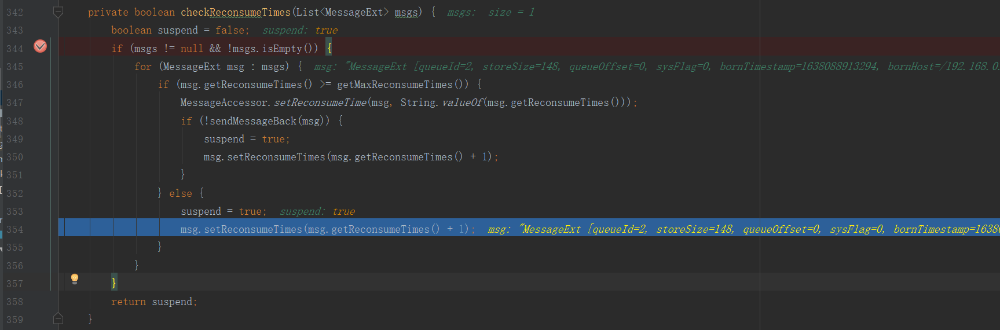 342 private boolean checkReconsumeTimes(List<MessageExt> msgs) { msgs: size = 1
343 boolean suspend = false; suspend: true
344 if (msgs != null && !msgs.isEmpty()) {
345 for (MessageExt msg : msgs) { msg: "MessageExt [queueId=2, storeSize=148, queueOffset=0, sysFlag=0, bornTimestamp=1638088913294, bornHost=/192.168.0.
346 if (msg.getReconsumeTimes() >= getMaxReconsumeTimes()) {
347 MessageAccessor.setReconsumeTime(msg, String.valueOf(msg.getReconsumeTimes()));
348 if (!sendMessageBack(msg)) {
349 suspend = true;
350 msg.setReconsumeTimes(msg.getReconsumeTimes() + 1);
351 }
352 } else {
353 suspend = true; suspend: true
354 msg.setReconsumeTimes(msg.getReconsumeTimes() + 1); msg: "MessageExt [queueId=2, storeSize=148, queueOffset=0, sysFlag=0, bornTimestamp=1638
355 }
356 }
357 }
358 return suspend;
359 }